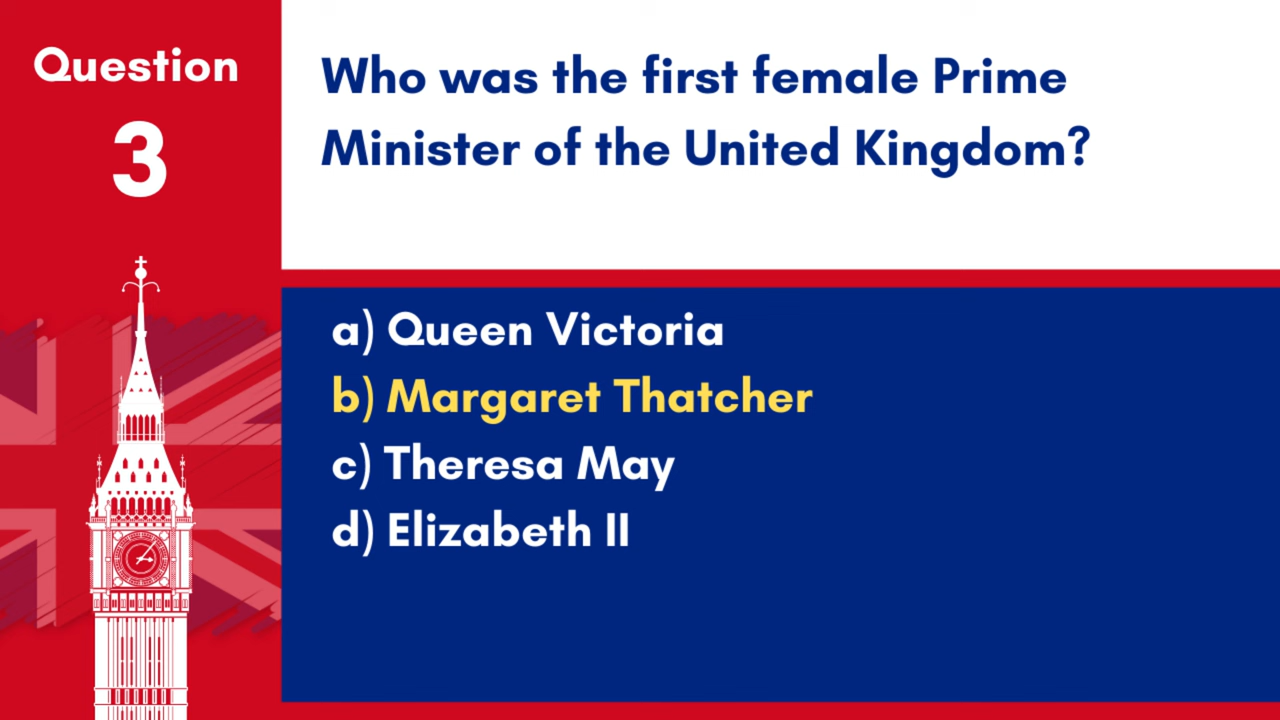 Question
3
Who was the first female Prime
Minister of the United Kingdom?
a) Queen Victoria
b) Margaret Thatcher
c) Theresa May
d) Elizabeth II